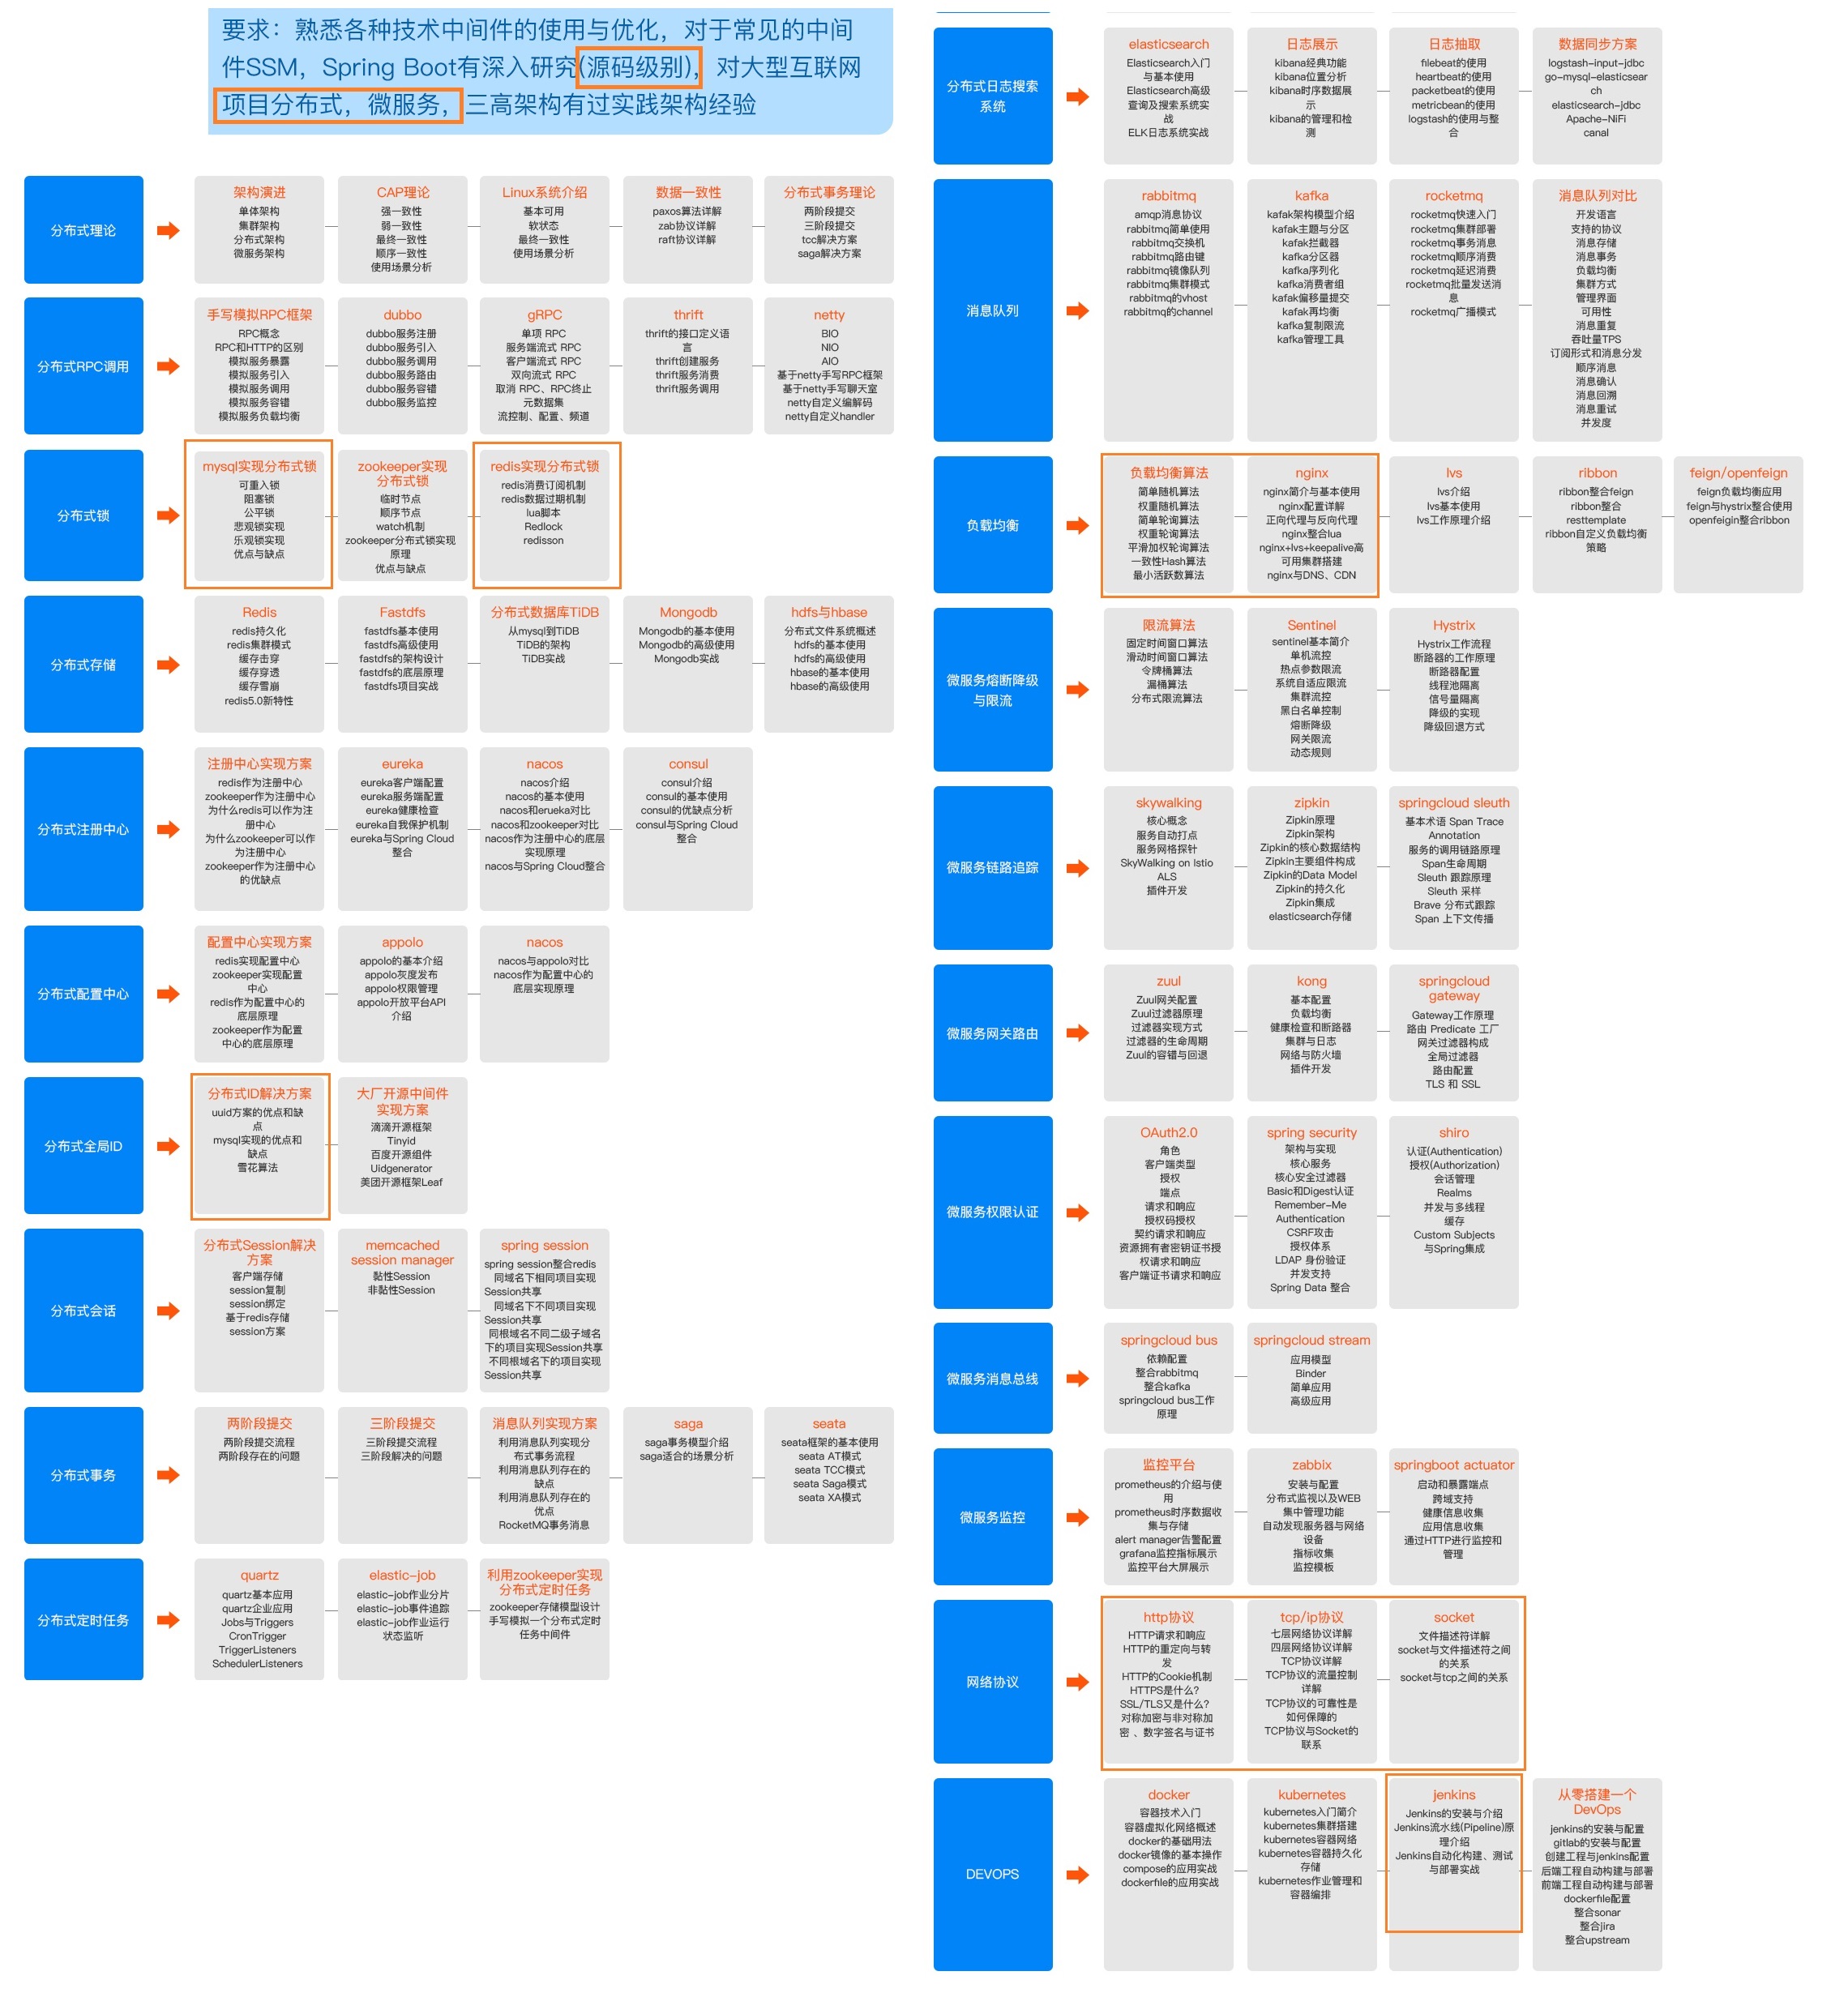 要求：熟悉各种技术中间件的使用与优化，对于常见的中间
件SSM，Spring Boot有深入研究(源码级别)，对大型互联网
项目分布式，微服务，三高架构有过实践架构经验
分布式理论
架构演进
单体架构
集群架构
分布式架构
微服务架构
CAP理论
强一致性
弱一致性
最终一致性
顺序一致性
使用场景分析
Linux系统介绍
基本可用
软状态
最终一致性
使用场景分析
数据一致性
paxos算法详解
zab协议详解
raft协议详解
分布式事务理论
两阶段提交
三阶段提交
tcc解决方案
saga解决方案
分布式RPC调用
手写模拟RPC框架
RPC概念
RPC和HTTP的区别
模拟服务暴露
模拟服务引入
模拟服务调用
模拟服务容错
模拟服务负载均衡
dubbo
dubbo服务注册
dubbo服务引入
dubbo服务调用
dubbo服务路由
dubbo服务容错
dubbo服务监控
gRPC
单项 RPC
服务端流式 RPC
客户端流式 RPC
双向流式 RPC
取消 RPC、RPC终止
元数据集
流控制、配置、频道
thrift
thrift的接口定义语
言
thrift创建服务
thrift服务消费
thrift服务调用
netty
BIO
NIO
AIO
基于netty手写RPC框架
基于netty手写聊天室
netty自定义编解码
netty自定义handler
分布式锁
mysql实现分布式锁
可重入锁
阻塞锁
公平锁
悲观锁实现
乐观锁实现
优点与缺点
zookeeper实现
分布式锁
临时节点
顺序节点
watch机制
zookeeper分布式锁实现
原理
优点与缺点
redis实现分布式锁
redis消费订阅机制
redis数据过期机制
lua脚本
Redlock
redisson
分布式存储
Redis
redis持久化
redis集群模式
缓存击穿
缓存穿透
缓存雪崩
redis5.0新特性
Fastdfs
fastdfs基本使用
fastdfs高级使用
fastdfs的架构设计
fastdfs的底层原理
fastdfs项目实战
分布式数据库TiDB
从mysql到TiDB
TiDB的架构
TiDB实战
Mongodb
Mongodb的基本使用
Mongodb的高级使用
Mongodb实战
hdfs与hbase
分布式文件系统概述
hdfs的基本使用
hdfs的高级使用
hbase的基本使用
hbase的高级使用
分布式注册中心
注册中心实现方案
redis作为注册中心
zookeeper作为注册中心
为什么redis可以作为注
册中心
为什么zookeeper可以作
为注册中心
zookeeper作为注册中心
的优缺点
eureka
eureka客户端配置
eureka服务端配置
eureka健康检查
eureka自我保护机制
eureka与Spring Cloud
整合
nacos
nacos介绍
nacos的基本使用
nacos和erueka对比
nacos和zookeeper对比
nacos作为注册中心的底层
实现原理
nacos与Spring Cloud整合
consul
consul介绍
consul的基本使用
consul的优缺点分析
consul与Spring Cloud
整合
分布式配置中心
配置中心实现方案
redis实现配置中心
zookeeper实现配置
中心
redis作为配置中心的
底层原理
zookeeper作为配置
中心的底层原理
appolo
appolo的基本介绍
appolo灰度发布
appolo权限管理
appolo开放平台API
介绍
nacos
nacos与appolo对比
nacos作为配置中心的
底层实现原理
分布式全局ID
分布式ID解决方案
uuid方案的优点和缺
点
mysql实现的优点和
缺点
雪花算法
大厂开源中间件
实现方案
滴滴开源框架
Tinyid
百度开源组件
Uidgenerator
美团开源框架Leaf
分布式会话
分布式Session解决
方案
客户端存储
session复制
session绑定
基于redis存储
session方案
memcached
session manager
黏性Session
非黏性Session
spring session
spring session整合redis
同域名下相同项目实现
Session共享
同域名下不同项目实现
Session共享
同根域名不同二级子域名
下的项目实现Session共享
不同根域名下的项目实现
Session共享
分布式事务
两阶段提交
两阶段提交流程
两阶段存在的问题
三阶段提交
三阶段提交流程
三阶段解决的问题
消息队列实现方案
利用消息队列实现分
布式事务流程
利用消息队列存在的
缺点
利用消息队列存在的
优点
RocketMQ事务消息
saga
saga事务模型介绍
saga适合的场景分析
seata
seata框架的基本使用
seata AT模式
seata TCC模式
seata Saga模式
seata XA模式
分布式定时任务
quartz
quartz基本应用
quartz企业应用
Jobs与Triggers
CronTrigger
TriggerListeners
SchedulerListeners
elastic-job
elastic-job作业分片
elastic-job事件追踪
elastic-job作业运行
状态监听
利用zookeeper实现
分布式定时任务
zookeeper存储模型设计
手写模拟一个分布式定时
任务中间件
分布式日志搜索
系统
elasticsearch
Elasticsearch入门
与基本使用
Elasticsearch高级
查询及搜索系统实
战
ELK日志系统实战
日志展示
kibana经典功能
kibana位置分析
kibana时序数据展
示
kibana的管理和检
测
日志抽取
filebeat的使用
heartbeat的使用
packetbeat的使用
metricbean的使用
logstash的使用与整
合
数据同步方案
logstash-input-jdbc
go-mysql-elasticsear
ch
elasticsearch-jdbc
Apache-NiFi
canal
消息队列
rabbitmq
amqp消息协议
rabbitmq简单使用
rabbitmq交换机
rabbitmq路由键
rabbitmq镜像队列
rabbitmq集群模式
rabbitmq的vhost
rabbitmq的channel
kafka
kafak架构模型介绍
kafak主题与分区
kafak拦截器
kafka分区器
kafka序列化
kafka消费者组
kafak偏移量提交
kafak再均衡
kafka复制限流
kafka管理工具
rocketmq
rocketmq快速入门
rocketmq集群部署
rocketmq事务消息
rocketmq顺序消费
rocketmq延迟消费
rocketmq批量发送消
息
rocketmq广播模式
消息队列对比
开发语言
支持的协议
消息存储
消息事务
负载均衡
集群方式
管理界面
可用性
消息重复
吞吐量TPS
订阅形式和消息分发
顺序消息
消息确认
消息回溯
消息重试
并发度
负载均衡
负载均衡算法
简单随机算法
权重随机算法
简单轮询算法
权重轮询算法
平滑加权轮询算法
一致性Hash算法
最小活跃数算法
nginx
nginx简介与基本使用
nginx配置详解
正向代理与反向代理
nginx整合lua
nginx+lvs+keepalive高
可用集群搭建
nginx与DNS、CDN
lvs
lvs介绍
lvs基本使用
lvs工作原理介绍
ribbon
ribbon整合feign
ribbon整合
resttemplate
ribbon自定义负载均衡
策略
feign/openfeign
feign负载均衡应用
feign与hystrix整合使用
openfeigin整合ribbon
微服务熔断降级
与限流
限流算法
固定时间窗口算法
滑动时间窗口算法
令牌桶算法
漏桶算法
分布式限流算法
Sentinel
sentinel基本简介
单机流控
热点参数限流
系统自适应限流
集群流控
黑白名单控制
熔断降级
网关限流
动态规则
Hystrix
Hystrix工作流程
断路器的工作原理
断路器配置
线程池隔离
信号量隔离
降级的实现
降级回退方式
微服务链路追踪
skywalking
核心概念
服务自动打点
服务网格探针
SkyWalking on Istio
ALS
插件开发
zipkin
Zipkin原理
Zipkin架构
Zipkin的核心数据结构
Zipkin主要组件构成
Zipkin的Data Model
Zipkin的持久化
Zipkin集成
elasticsearch存储
springcloud sleuth
基本术语 Span Trace
Annotation
服务的调用链路原理
Span生命周期
Sleuth 跟踪原理
Sleuth 采样
Brave 分布式跟踪
Span 上下文传播
微服务网关路由
zuul
Zuul网关配置
Zuul过滤器原理
过滤器实现方式
过滤器的生命周期
Zuul的容错与回退
kong
基本配置
负载均衡
健康检查和断路器
集群与日志
网络与防火墙
插件开发
springcloud
gateway
Gateway工作原理
路由 Predicate 工厂
网关过滤器构成
全局过滤器
路由配置
TLS 和 SSL
微服务权限认证
OAuth2.0
角色
客户端类型
授权
端点
请求和响应
授权码授权
契约请求和响应
资源拥有者密钥证书授
权请求和响应
客户端证书请求和响应
spring security
架构与实现
核心服务
核心安全过滤器
Basic和Digest认证
Remember-Me
Authentication
CSRF攻击
授权体系
LDAP 身份验证
并发支持
Spring Data 整合
shiro
认证(Authentication)
授权(Authorization)
会话管理
Realms
并发与多线程
缓存
Custom Subjects
与Spring集成
微服务消息总线
springcloud bus
依赖配置
整合rabbitmq
整合kafka
springcloud bus工作
原理
springcloud stream
应用模型
Binder
简单应用
高级应用
微服务监控
监控平台
prometheus的介绍与使
用
prometheus时序数据收
集与存储
alert manager告警配置
grafana监控指标展示
监控平台大屏展示
zabbix
安装与配置
分布式监视以及WEB
集中管理功能
自动发现服务器与网络
设备
指标收集
监控模板
springboot actuator
启动和暴露端点
跨域支持
健康信息收集
应用信息收集
通过HTTP进行监控和
管理
网络协议
http协议
HTTP请求和响应
HTTP的重定向与转
发
HTTP的Cookie机制
HTTPS是什么？
SSL/TLS又是什么？
对称加密与非对称加
密 、数字签名与证书
tcp/ip协议
七层网络协议详解
四层网络协议详解
TCP协议详解
TCP协议的流量控制
详解
TCP协议的可靠性是
如何保障的
TCP协议与Socket的
联系
socket
文件描述符详解
socket与文件描述符之间
的关系
socket与tcp之间的关系
DEVOPS
docker
容器技术入门
容器虚拟化网络概述
docker的基础用法
docker镜像的基本操作
compose的应用实战
dockerfile的应用实战
kubernetes
kubernetes入门简介
kubernetes集群搭建
kubernetes容器网络
kubernetes容器持久化
存储
kubernetes作业管理和
容器编排
jenkins
Jenkins的安装与介绍
Jenkins流水线(Pipeline)原
理介绍
Jenkins自动化构建、测试
与部署实战
从零搭建一个
DevOps
jenkins的安装与配置
gitlab的安装与配置
创建工程与jenkins配置
后端工程自动构建与部署
前端工程自动构建与部署
dockerfile配置
整合sonar
整合jira
整合upstream